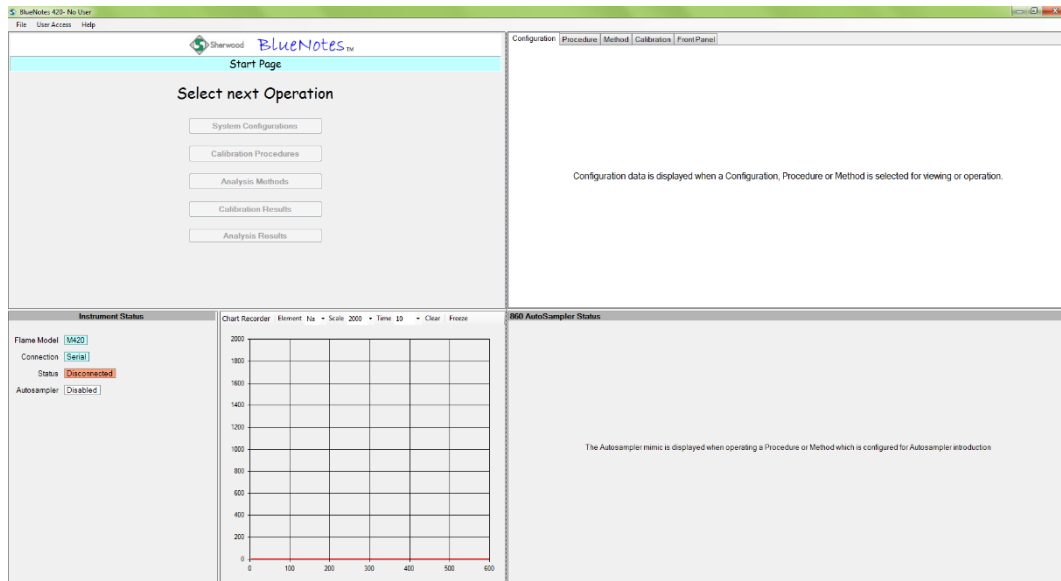 BlueNotes 420- No User
File User Access Help
Sherwood BlueNotes TM
Start Page
Select next Operation
System Configurations
Calibration Procedures
Analysis Methods
Calibration Results
Analysis Results
Configuration Procedure Method Calibration Front Panel
Configuration data is displayed when a Configuration, Procedure or Method is selected for viewing or operation.
Instrument Status
Flame Model M420
Connection Serial
Status Disconnected
Autosampler Disabled
Chart Recorder Element Na Scale 2000 Time 10 Clear Freeze
2000
1800
1600
1400
1200
1000
800
600
400
200
0
0 100 200 300 400 500 600
860 AutoSampler Status
The Autosampler mimic is displayed when operating a Procedure or Method which is configured for Autosampler introduction